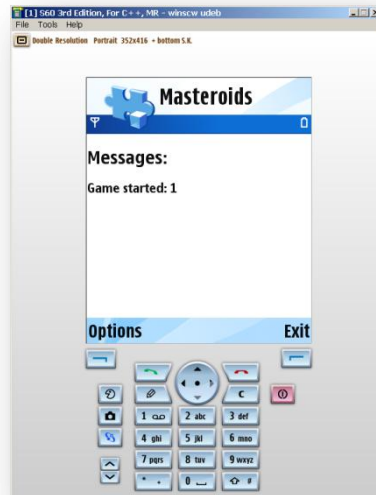 [1] S60 3rd Edition, For C++, MR - winscw udeb
File Tools Help
Double Resolution Portrait 352x416 + bottom S.K.
Masteroids
Messages:
Game started: 1
Options Exit
C
1 2 abc 3 def
4 ghi 5 jkl 6 mno
7 pqrs 8 tuv 9 wxyz
* + 0 #